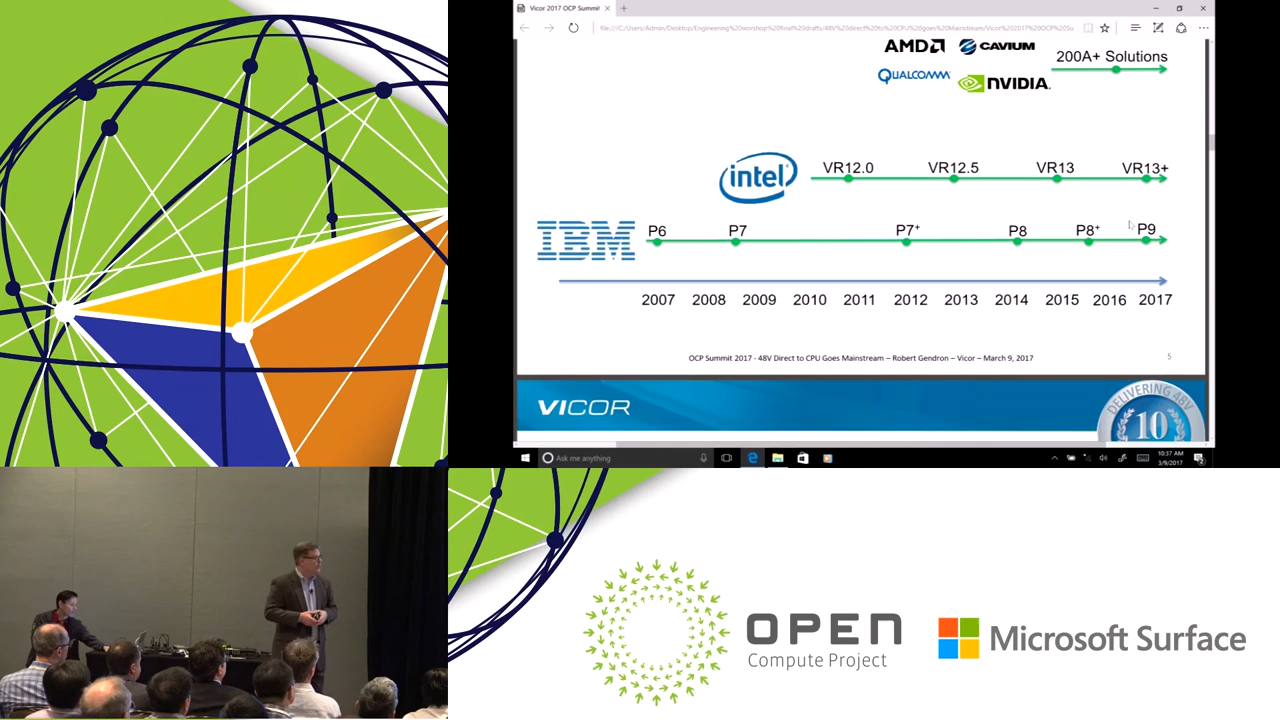 Vicor 2017 OCP Summit
AMD
CAVIUM
QUALCOMM
NVIDIA.
200A+ Solutions
intel
VR12.0 VR12.5 VR13 VR13+
IBM
P6 P7 P7+ P8 P8+ P9
2007 2008 2009 2010 2011 2012 2013 2014 2015 2016 2017
OCP Summit 2017 - 48V Direct to CPU Goes Mainstream – Robert Gendron – Vicor – March 9, 2017
5
VICOR
DELIVERING 48V
10
Ask me anything
10:37 AM
3/9/2017
OPEN
Compute Project
Microsoft Surface